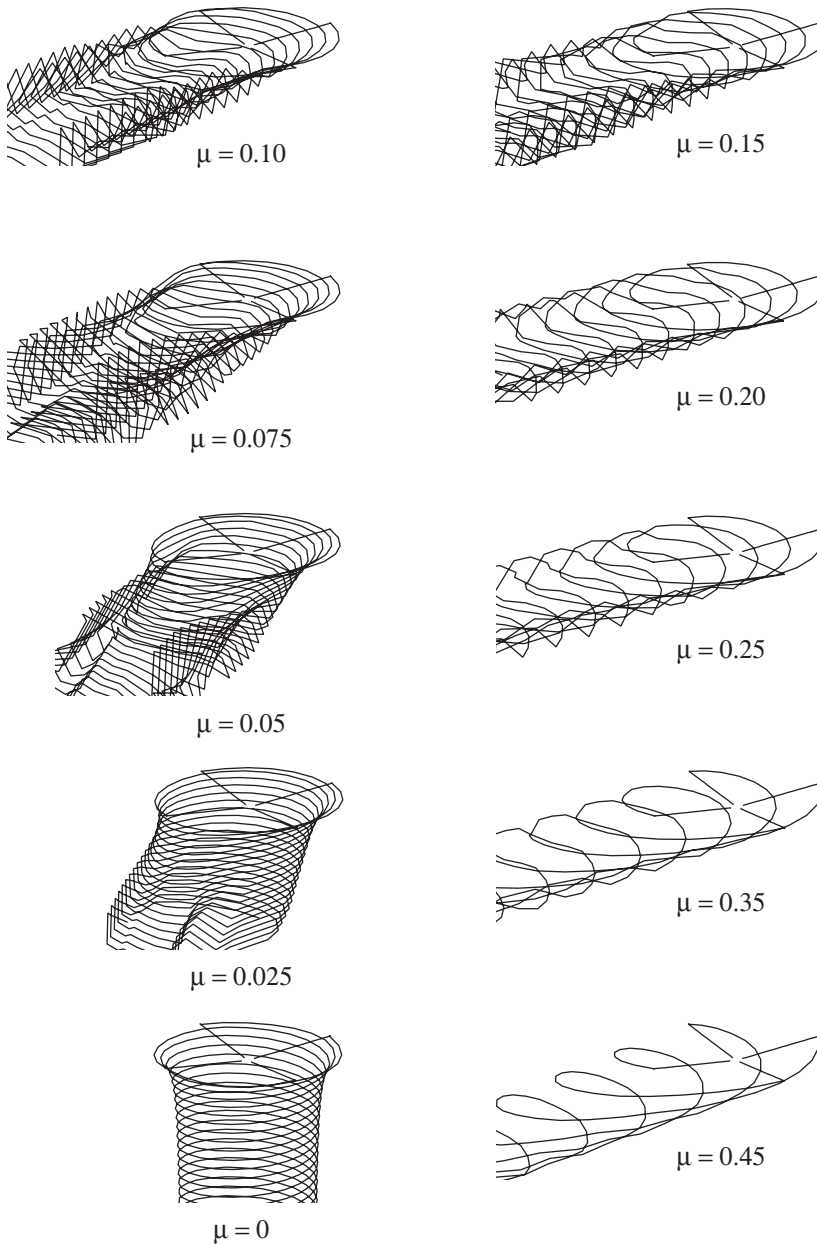 μ = 0.10
μ = 0.15
μ = 0.075
μ = 0.20
μ = 0.05
μ = 0.25
μ = 0.025
μ = 0.35
μ = 0
μ = 0.45